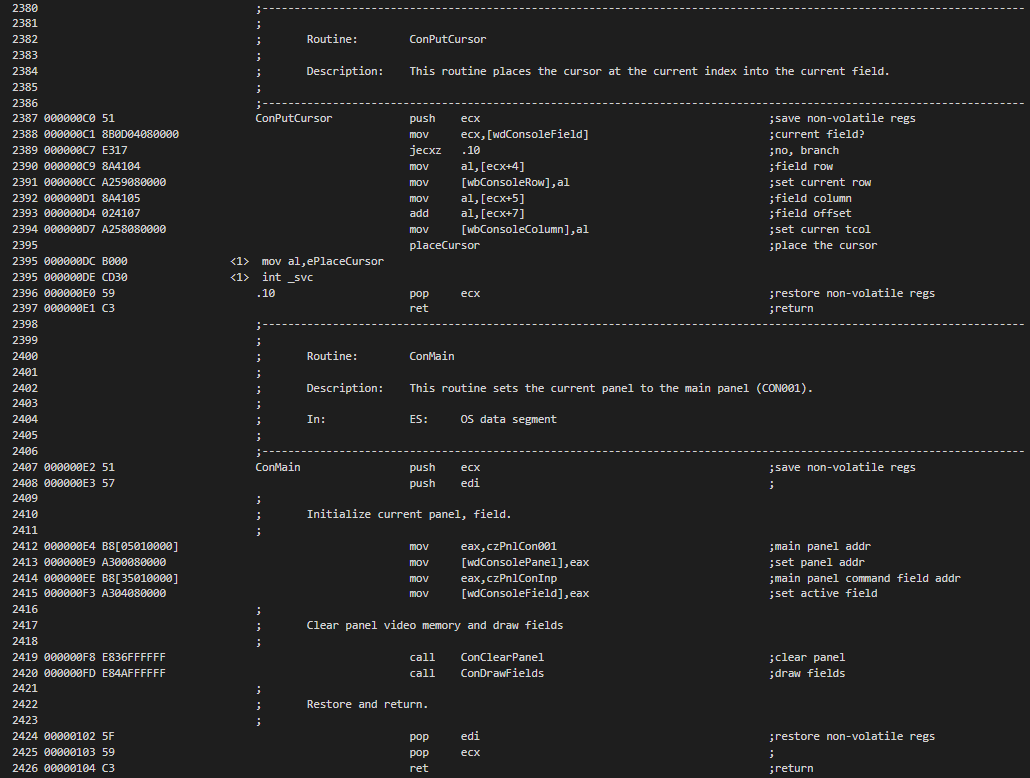 2380 ;-----------------------------------------------------------------------------------------------------------------------
2381 ;
2382 ; Routine: ConPutCursor
2383 ;
2384 ; Description: This routine places the cursor at the current index into the current field.
2385 ;
2386 ;-----------------------------------------------------------------------------------------------------------------------
2387 000000C0 51 ConPutCursor push ecx ;save non-volatile regs
2388 000000C1 8B0D04080000 mov ecx,[wdConsoleField] ;current field?
2389 000000C7 E317 jecxz .10 ;no, branch
2390 000000C9 8A4104 mov al,[ecx+4] ;field row
2391 000000CC A259080000 mov [wbConsoleRow],al ;set current row
2392 000000D1 8A4105 mov al,[ecx+5] ;field column
2393 000000D4 024107 add al,[ecx+7] ;field offset
2394 000000D7 A258080000 mov [wbConsoleColumn],al ;set curren tcol
2395 placeCursor ;place the cursor
2395 000000DC B000 <1> mov al,ePlaceCursor
2395 000000DE CD30 <1> int _svc
2396 000000E0 59 .10 pop ecx ;restore non-volatile regs
2397 000000E1 C3 ret ;return
2398 ;-----------------------------------------------------------------------------------------------------------------------
2399 ;
2400 ; Routine: ConMain
2401 ;
2402 ; Description: This routine sets the current panel to the main panel (CON001).
2403 ;
2404 ; In: ES: OS data segment
2405 ;
2406 ;-----------------------------------------------------------------------------------------------------------------------
2407 000000E2 51 ConMain push ecx ;save non-volatile regs
2408 000000E3 57 push edi ;
2409 ;
2410 ; Initialize current panel, field.
2411 ;
2412 000000E4 B8[05010000] mov eax,czPnlCon001 ;main panel addr
2413 000000E9 A300080000 mov [wdConsolePanel],eax ;set panel addr
2414 000000EE B8[35010000] mov eax,czPnlConInp ;main panel command field addr
2415 000000F3 A304080000 mov [wdConsoleField],eax ;set active field
2416 ;
2417 ; Clear panel video memory and draw fields
2418 ;
2419 000000F8 E836FFFFFF call ConClearPanel ;clear panel
2420 000000FD E84AFFFFFF call ConDrawFields ;draw fields
2421 ;
2422 ; Restore and return.
2423 ;
2424 00000102 5F pop edi ;restore non-volatile regs
2425 00000103 59 pop ecx ;
2426 00000104 C3 ret ;return